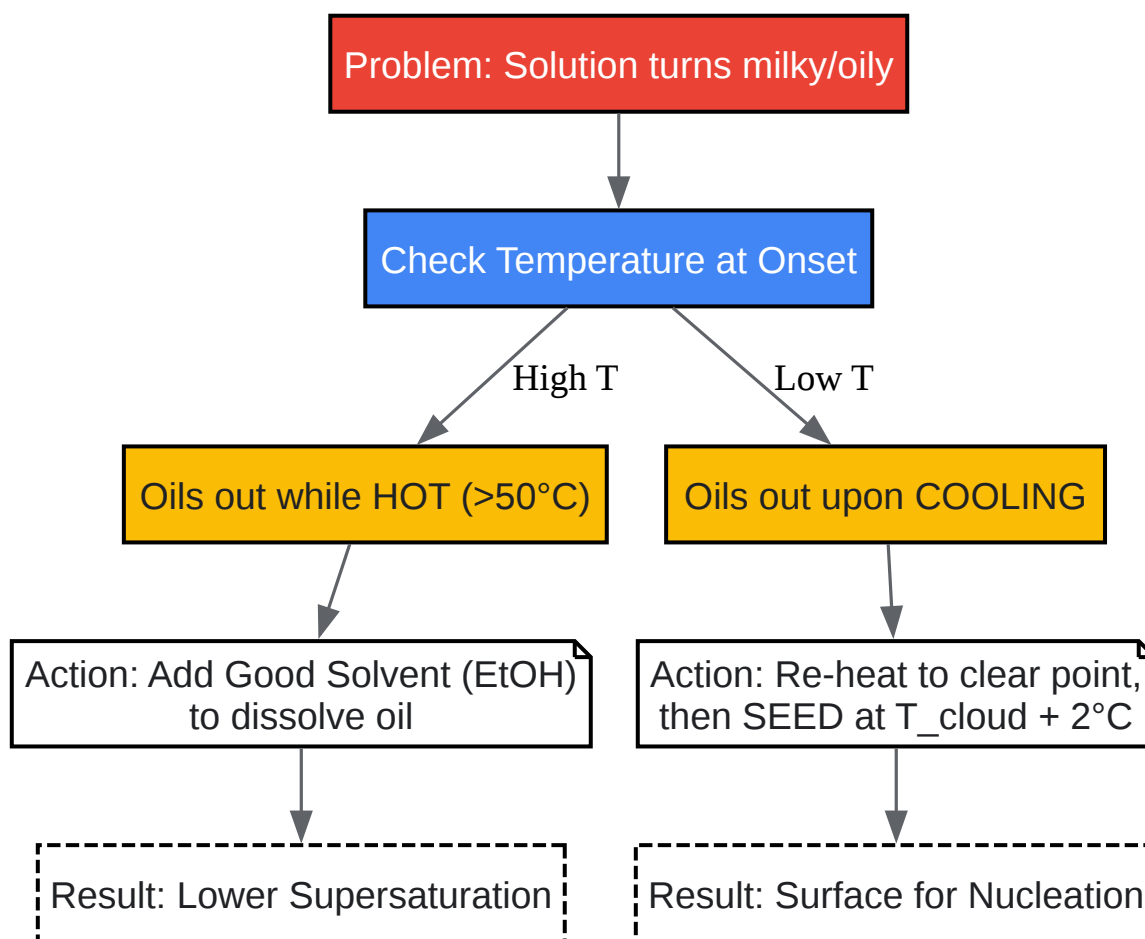 Problem: Solution turns milky/oily
Check Temperature at Onset
High T
Low T
Oils out while HOT (>50°C)
Oils out upon COOLING
Action: Add Good Solvent (EtOH)
to dissolve oil
Action: Re-heat to clear point,
then SEED at T_cloud + 2°C
Result: Lower Supersaturation
Result: Surface for Nucleation